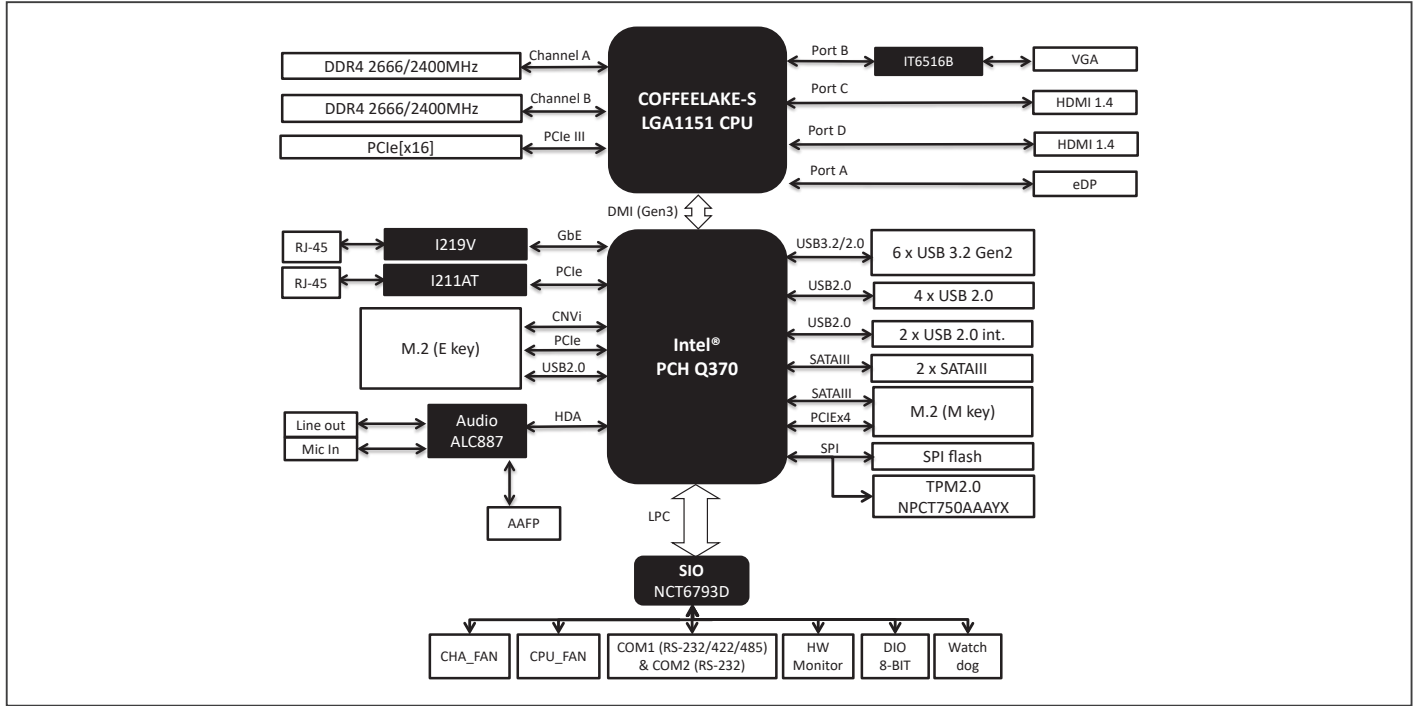 DDR4 2666/2400MHz
Channel A
DDR4 2666/2400MHz
Channel B
PCIe[x16]
PCIe III
COFFEELAKE-S
LGA1151 CPU
Port B
IT6516B
VGA
Port C
HDMI 1.4
Port D
HDMI 1.4
Port A
eDP
DMI (Gen3)
RJ-45
I219V
GbE
RJ-45
I211AT
PCIe
M.2 (E key)
CNVi
PCIe
USB2.0
Line out
Mic In
Audio
ALC887
HDA
AAFP
Intel®
PCH Q370
USB3.2/2.0
6 x USB 3.2 Gen2
USB2.0
4 x USB 2.0
USB2.0
2 x USB 2.0 int.
SATAIII
2 x SATAIII
SATAIII
PCIEx4
M.2 (M key)
SPI
SPI flash
TPM2.0
NPCT750AAAYX
LPC
SIO
NCT6793D
CHA_FAN
CPU_FAN
COM1 (RS-232/422/485)
& COM2 (RS-232)
HW
Monitor
DIO
8-BIT
Watch
dog